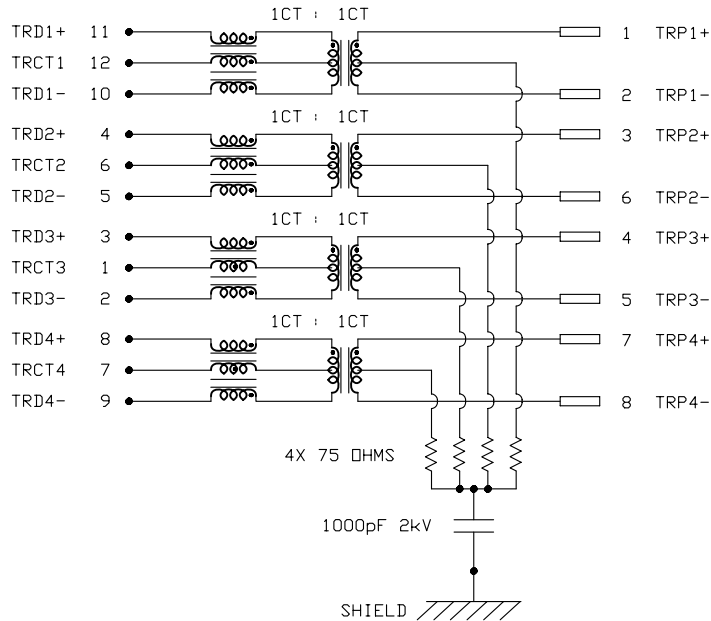 1CT : 1CT
TRD1+ 11 1 TRP1+
TRCT1 12
TRD1- 10 2 TRP1-
1CT : 1CT
TRD2+ 4 3 TRP2+
TRCT2 6
TRD2- 5 6 TRP2-
1CT : 1CT
TRD3+ 3 4 TRP3+
TRCT3 1
TRD3- 2 5 TRP3-
1CT : 1CT
TRD4+ 8 7 TRP4+
TRCT4 7
TRD4- 9 8 TRP4-
4X 75 OHMS
1000pF 2kV
SHIELD